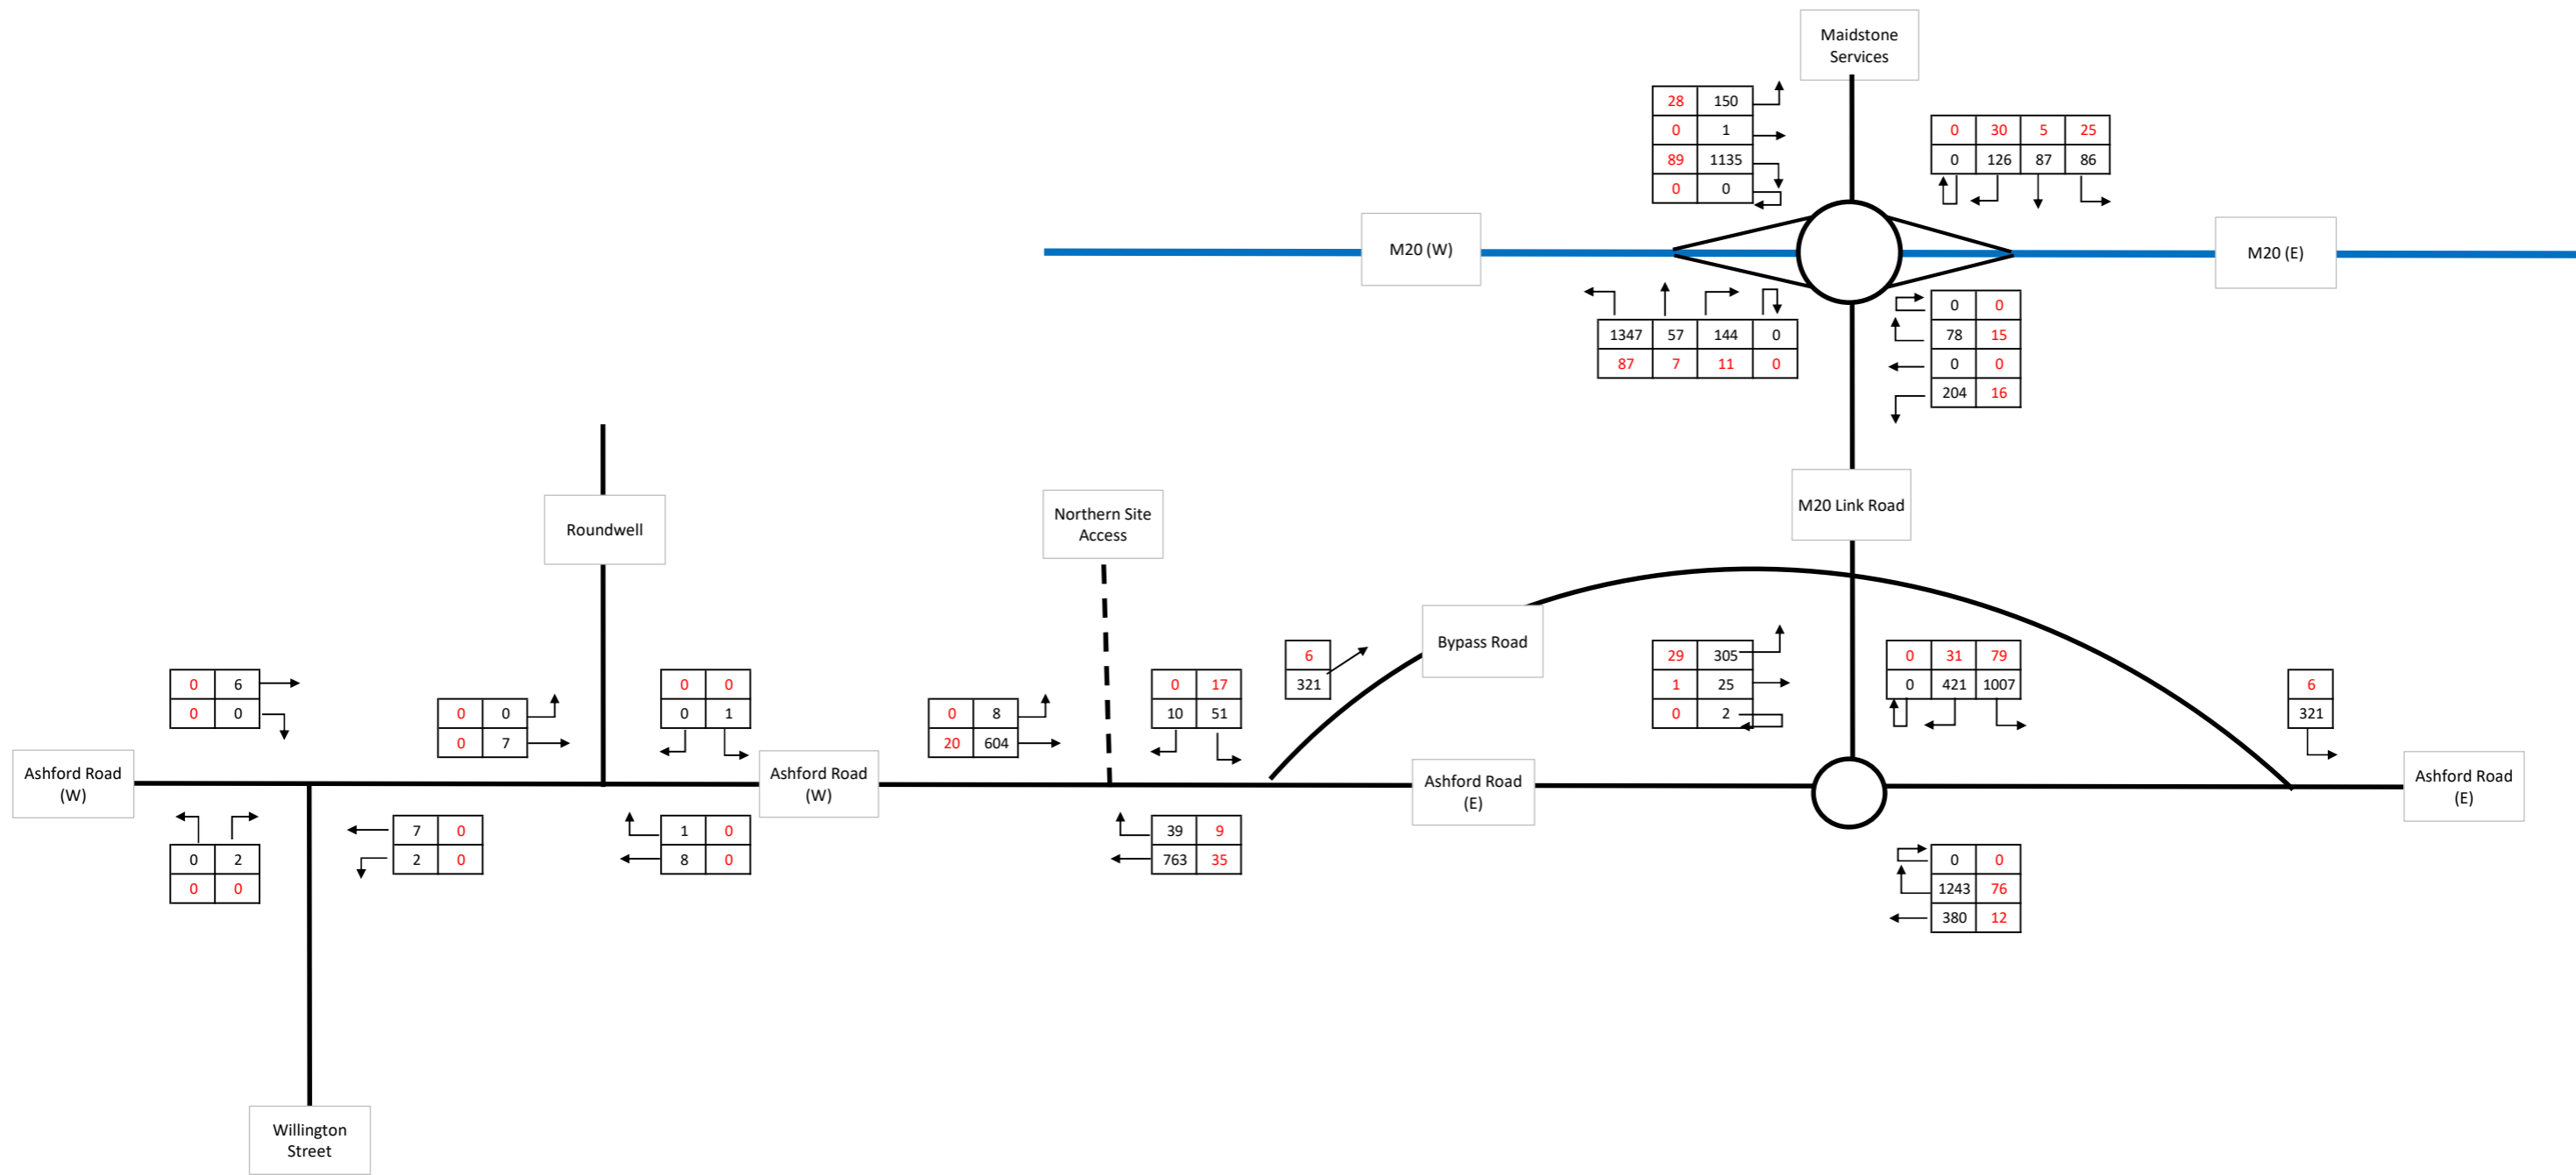 Maidstone
Services
28 150
0 1
89 1135
0 0
0 30 5 25
0 126 87 86
M20 (W)
M20 (E)
1347 57 144 0
87 7 11 0
0 0
78 15
0 0
204 16
Roundwell
Northern Site
Access
M20 Link Road
Bypass Road
0 6
0 0
0 0
0 7
0 0
0 1
0 8
20 604
0 17
10 51
6
321
29 305
1 25
0 2
0 31 79
0 421 1007
6
321
Ashford Road
(W)
Ashford Road
(W)
Ashford Road
(E)
Ashford Road
(E)
0 2
0 0
7 0
2 0
1 0
8 0
39 9
763 35
0 0
1243 76
380 12
Willington
Street